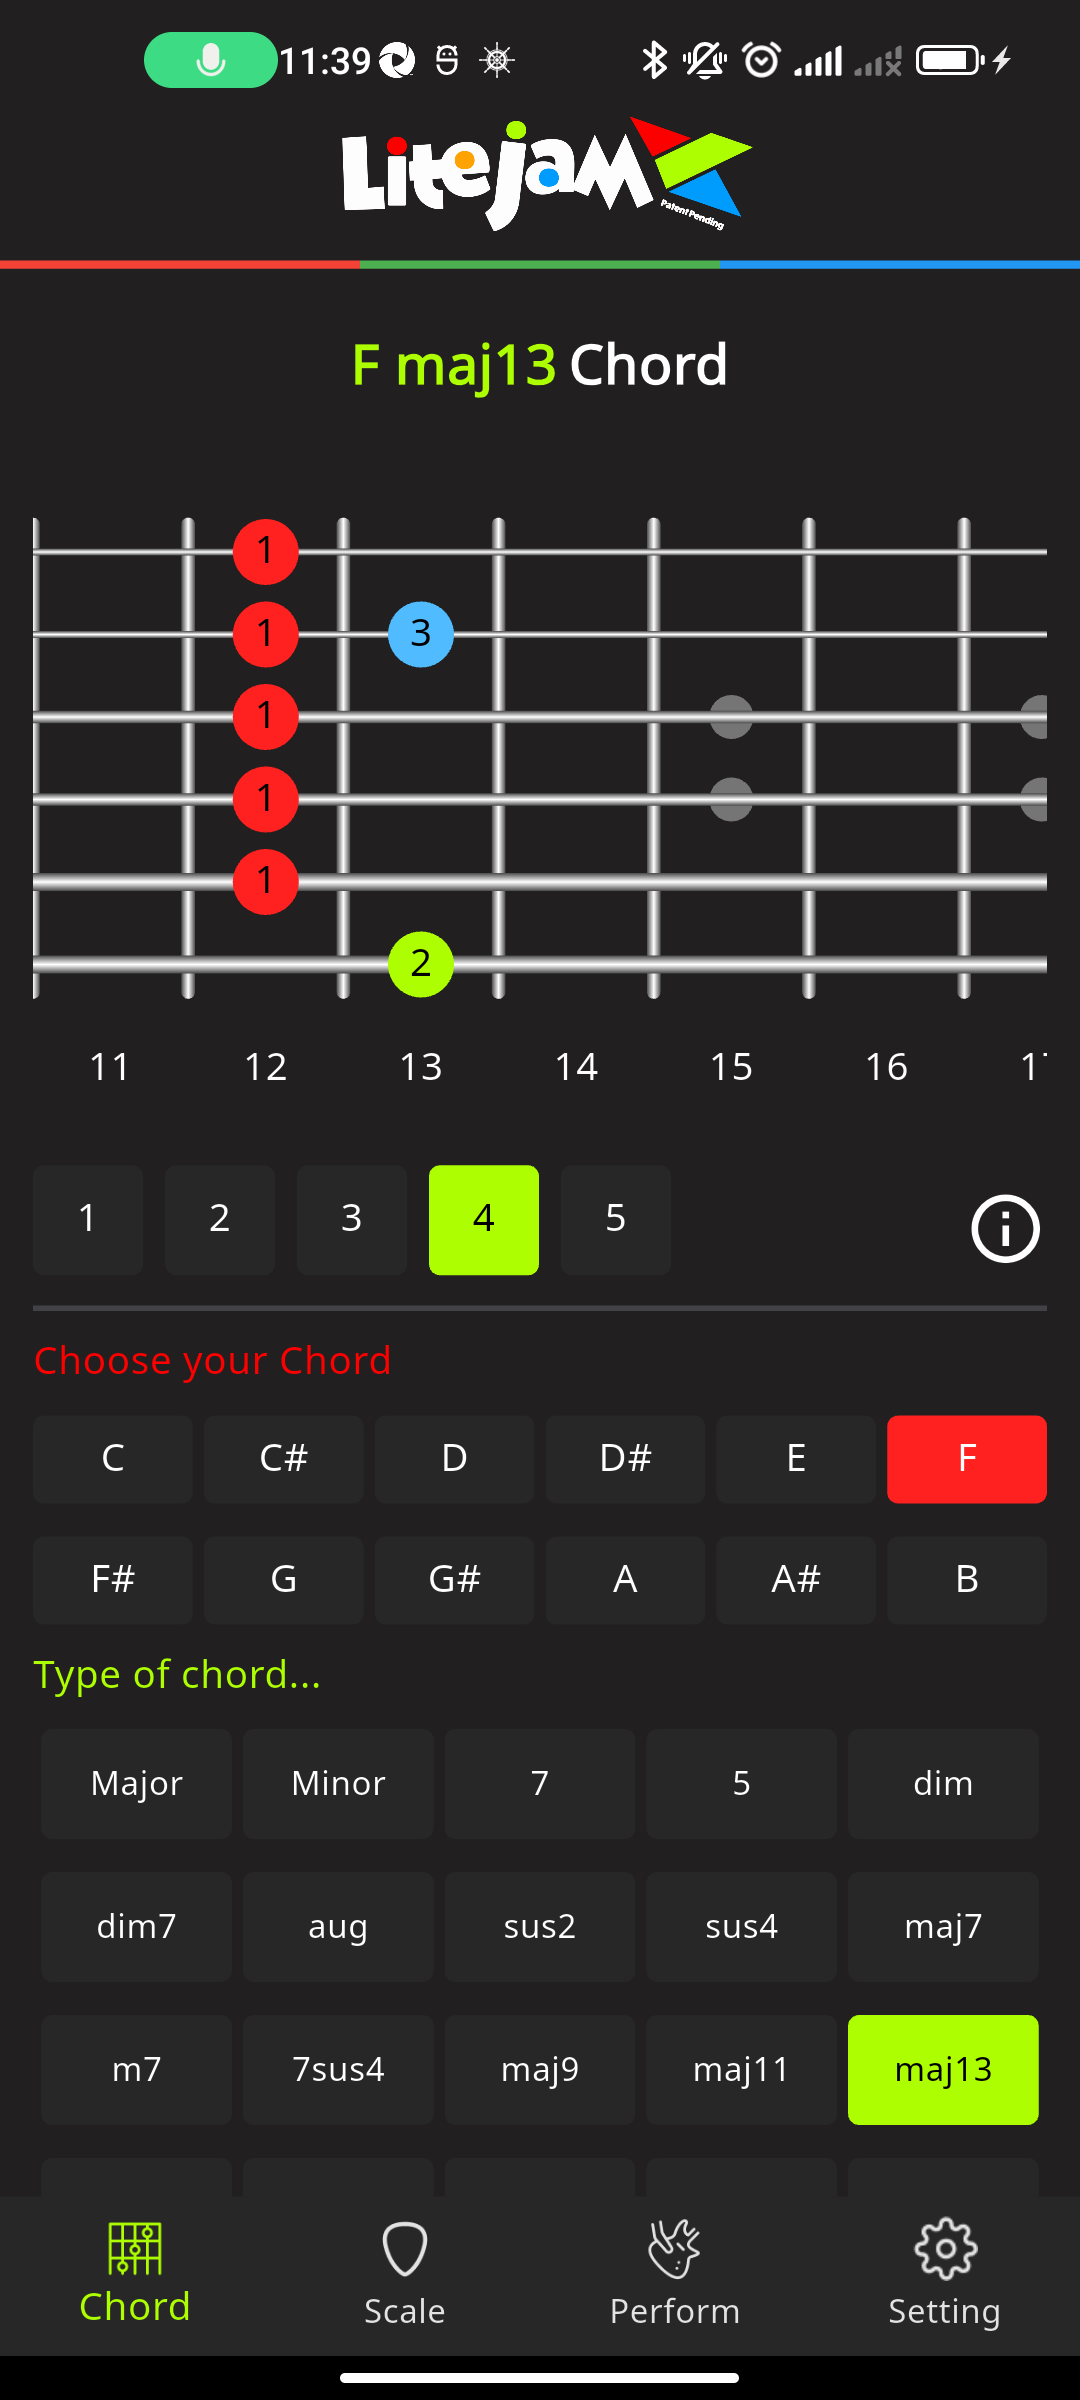 11:39
Litejam
Patent Pending
F maj13 Chord
1
1 3
1
1
1
2
11 12 13 14 15 16
1 2 3 4 5
Choose your Chord
C C# D D# E F
F# G G# A A# B
Type of chord...
Major Minor 7 5 dim
dim7 aug sus2 sus4 maj7
m7 7sus4 maj9 maj11 maj13
Chord Scale Perform Setting